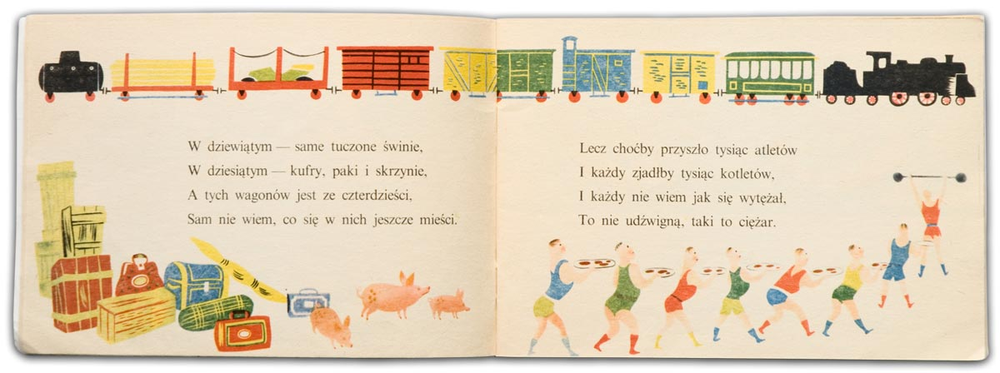 W dziewiątym — same tuczone świnie,
W dziesiątym — kufry, paki i skrzynie,
A tych wagonów jest ze czterdzieści,
Sam nie wiem, co się w nich jeszcze mieści.
Lecz choćby przyszło tysiąc atletów
I każdy zjadłby tysiąc kotletów,
I każdy nie wiem jak się wytężał,
To nie udźwigną, taki to ciężar.